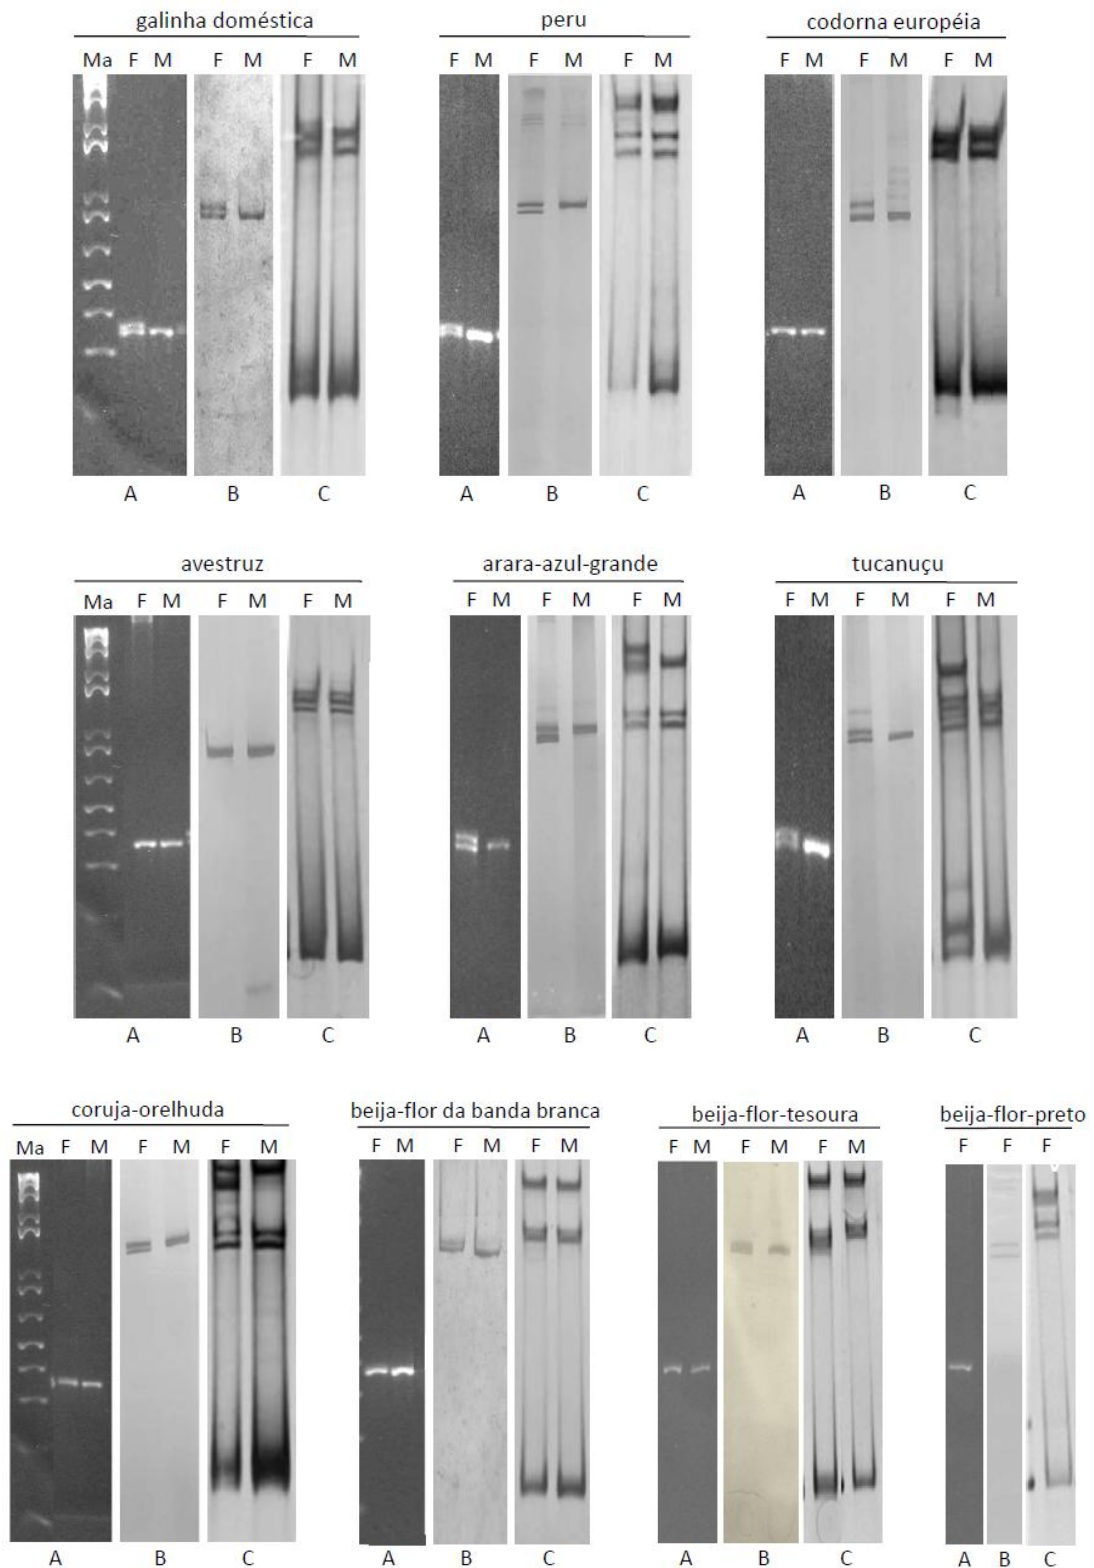 galinha doméstica
peru
codorna européia
Ma F M F M F M
F M F M F M
F M F M F M
A B C
A B C
A B C
avestruz
arara-azul-grande
tucanuçu
Ma F M F M F M
F M F M F M
F M F M F M
A B C
A B C
A B C
coruja-orelhuda
beija-flor da banda branca
beija-flor-tesoura
beija-flor-preto
Ma F M F M F M
F M F M F M
F M F M F M
F F F
A B C
A B C
A B C
A B C